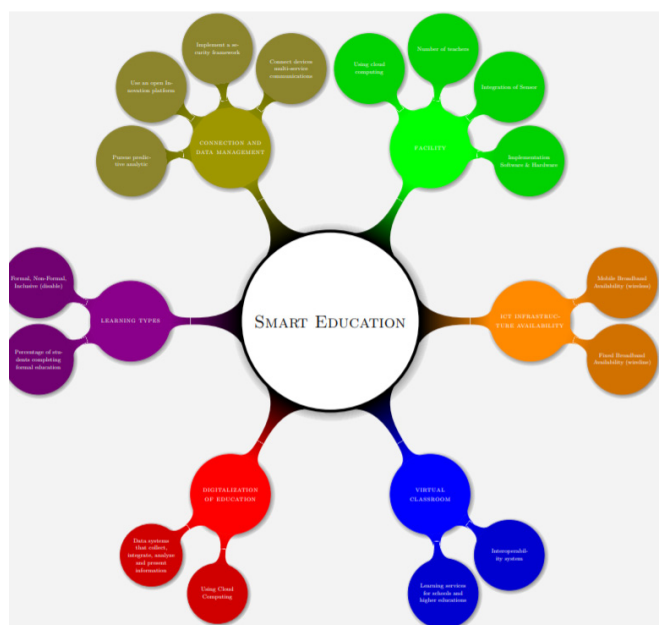 Implement a se-
curity framework
Connect devices
multi-service
communications
Use an open In-
novation platform
Pursue predic-
tive analytic
CONNECTION AND
DATA MANAGEMENT
Using cloud
computing
Number of teachers
Integration of Sensor
Implementation
Software & Hardware
FACILITY
Formal, Non-Formal,
Inclusive (disable)
Percentage of stu-
dents completing
formal education
LEARNING TYPES
SMART EDUCATION
ICT INFRASTRUC-
TURE AVAILABILITY
Mobile Broadband
Availability (wireline)
Fixed Broadband
Availability (wireline)
DIGITALIZATION
OF EDUCATION
Data systems
that collect,
integrate, analyze
and present
information
Using Cloud
Computing
VIRTUAL
CLASSROOM
Interoperabil-
ity system
Learning services
for schools and
higher educations